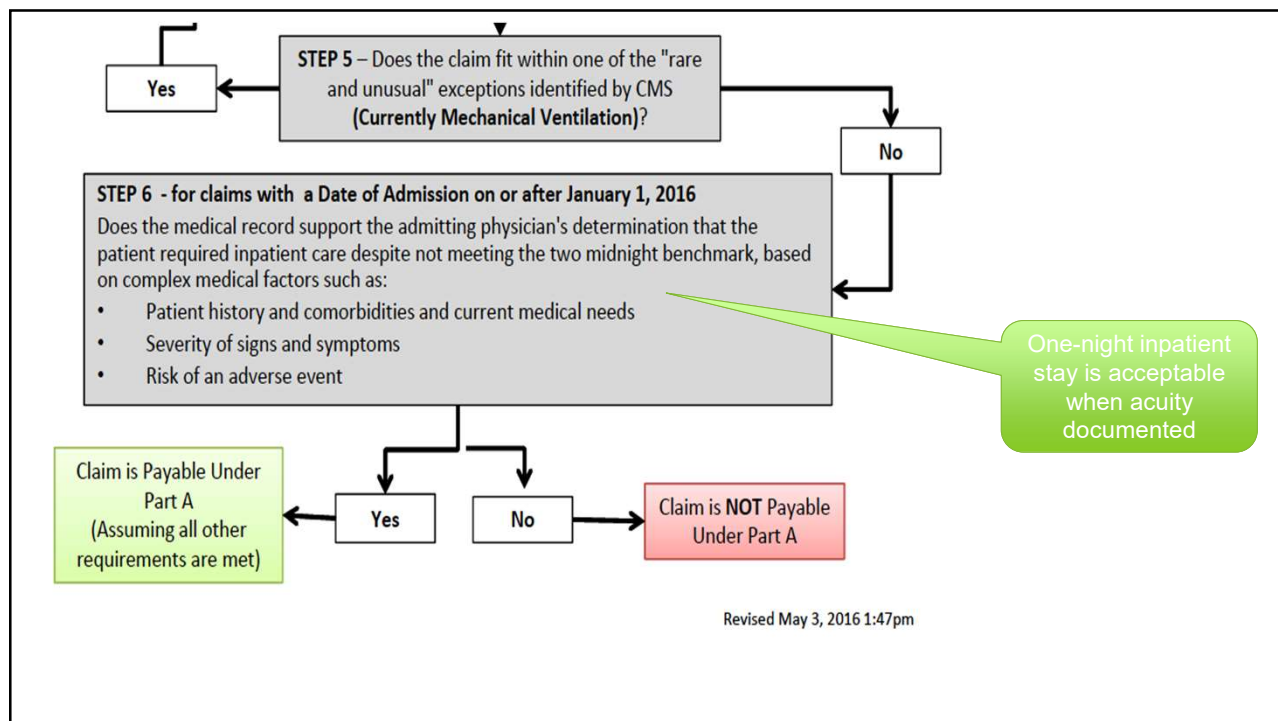 STEP 5 – Does the claim fit within one of the "rare
and unusual" exceptions identified by CMS
(Currently Mechanical Ventilation)?
Yes
No
STEP 6 - for claims with a Date of Admission on or after January 1, 2016
Does the medical record support the admitting physician's determination that the
patient required inpatient care despite not meeting the two midnight benchmark, based
on complex medical factors such as:
• Patient history and comorbidities and current medical needs
• Severity of signs and symptoms
• Risk of an adverse event
One-night inpatient
stay is acceptable
when acuity
documented
Claim is Payable Under
Part A
(Assuming all other
requirements are met)
Yes
No
Claim is NOT Payable
Under Part A
Revised May 3, 2016 1:47pm